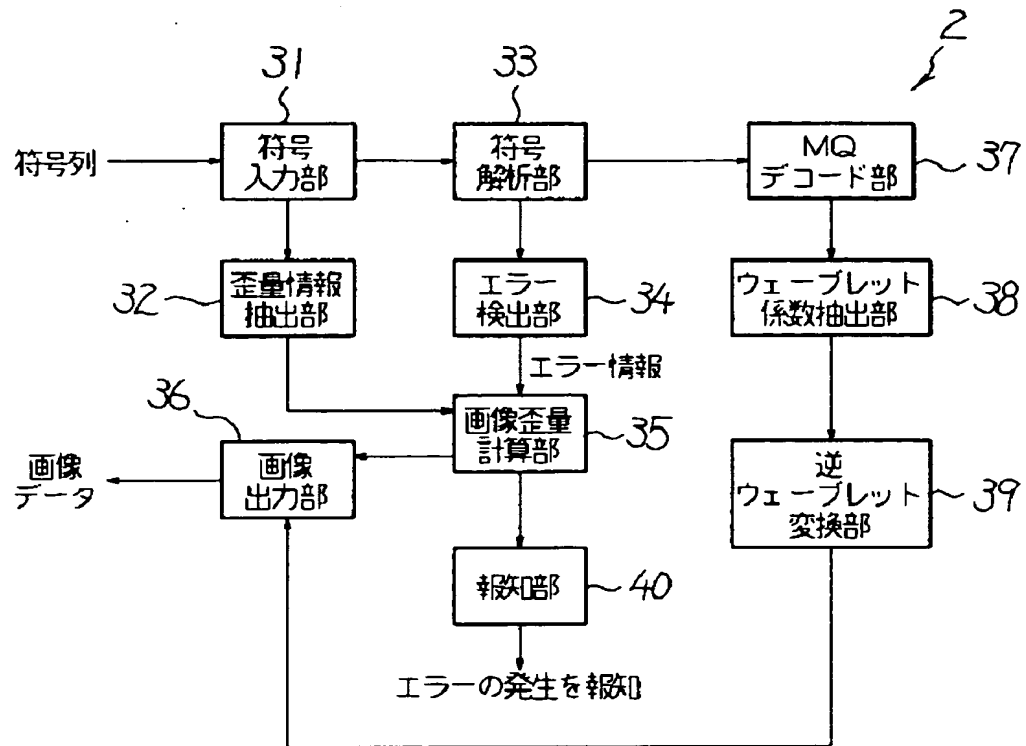 2
31
33
符号列
符号
入力部
符号
解析部
MQ
デコード部
37
32
歪量情報
抽出部
エラー
検出部
34
ウェーブレット
係数抽出部
38
エラー情報
36
画像
データ
画像
出力部
画像歪量
計算部
35
逆
ウェーブレット
変換部
39
報知部
40
エラーの発生を報知